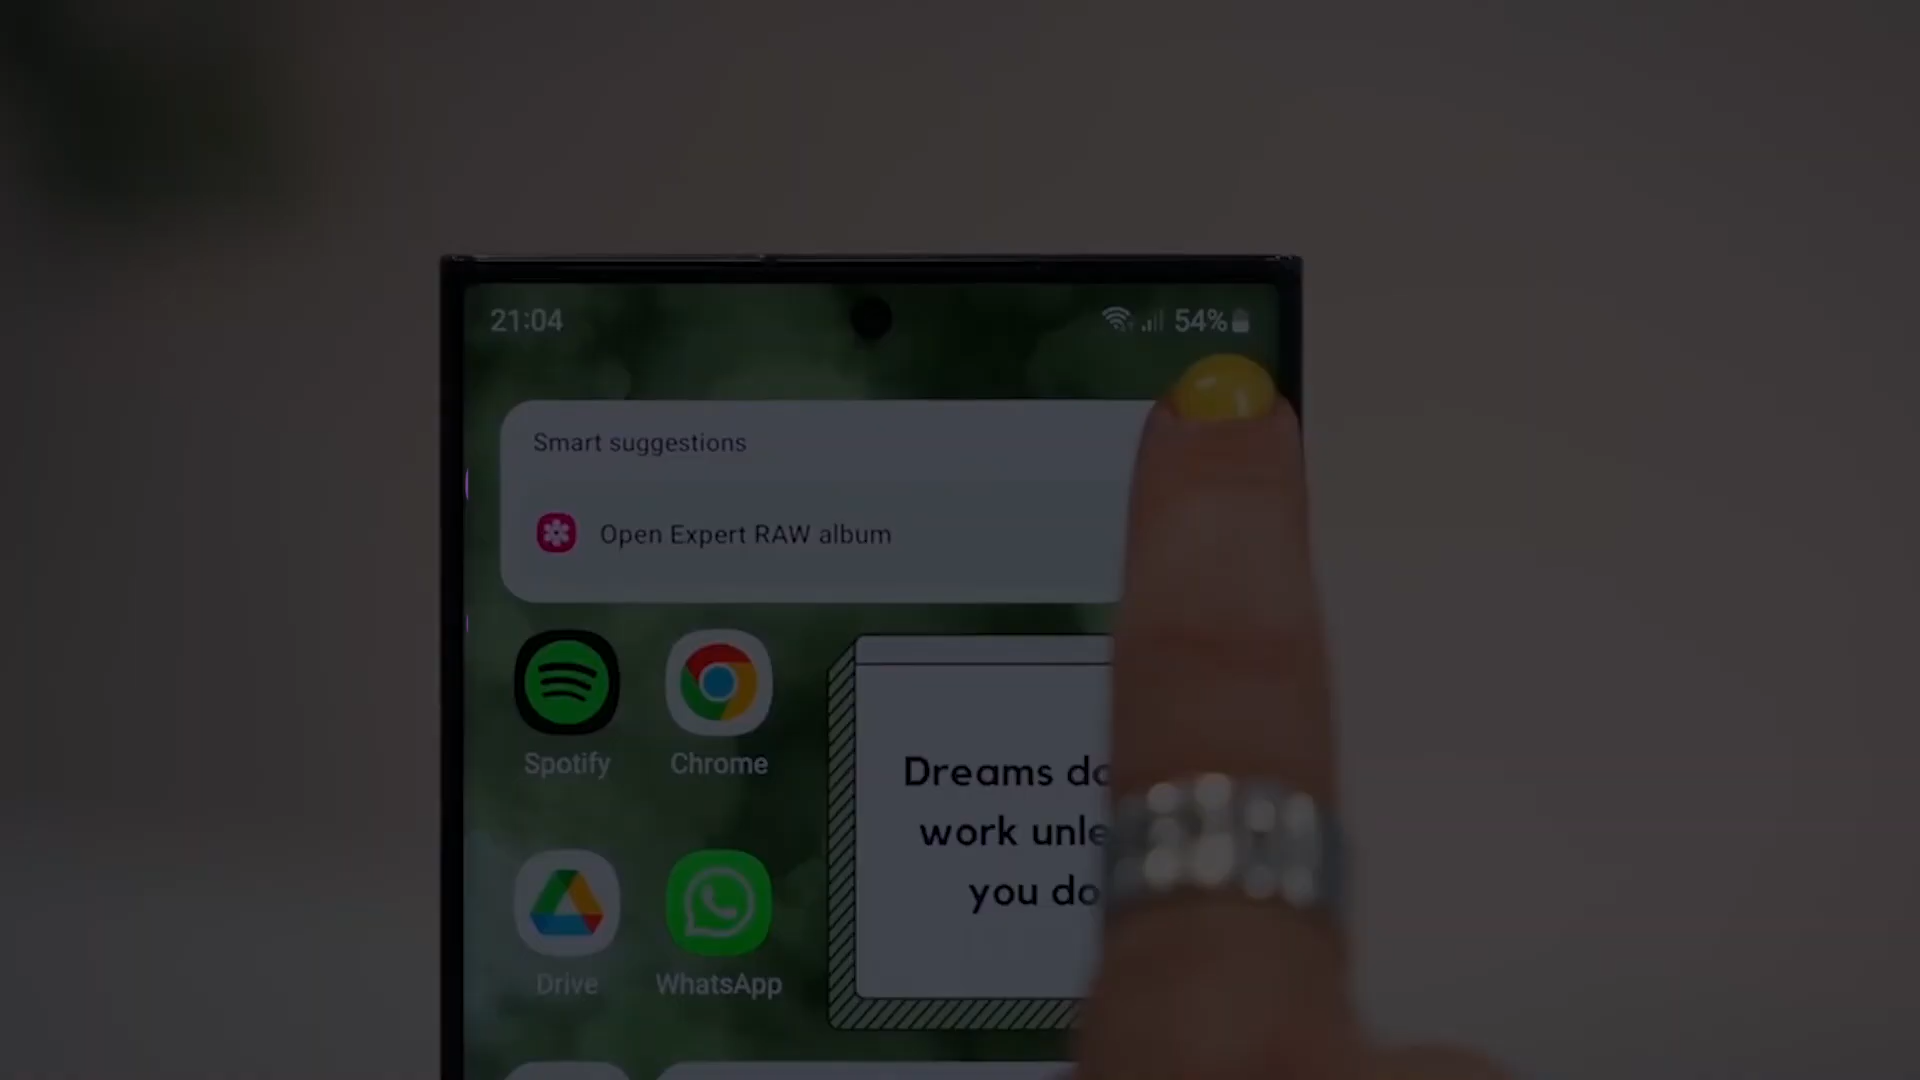 21:04 54%
Smart suggestions
Open Expert RAW album
Spotify Chrome
Dreams do
work unle
you do
Drive WhatsApp